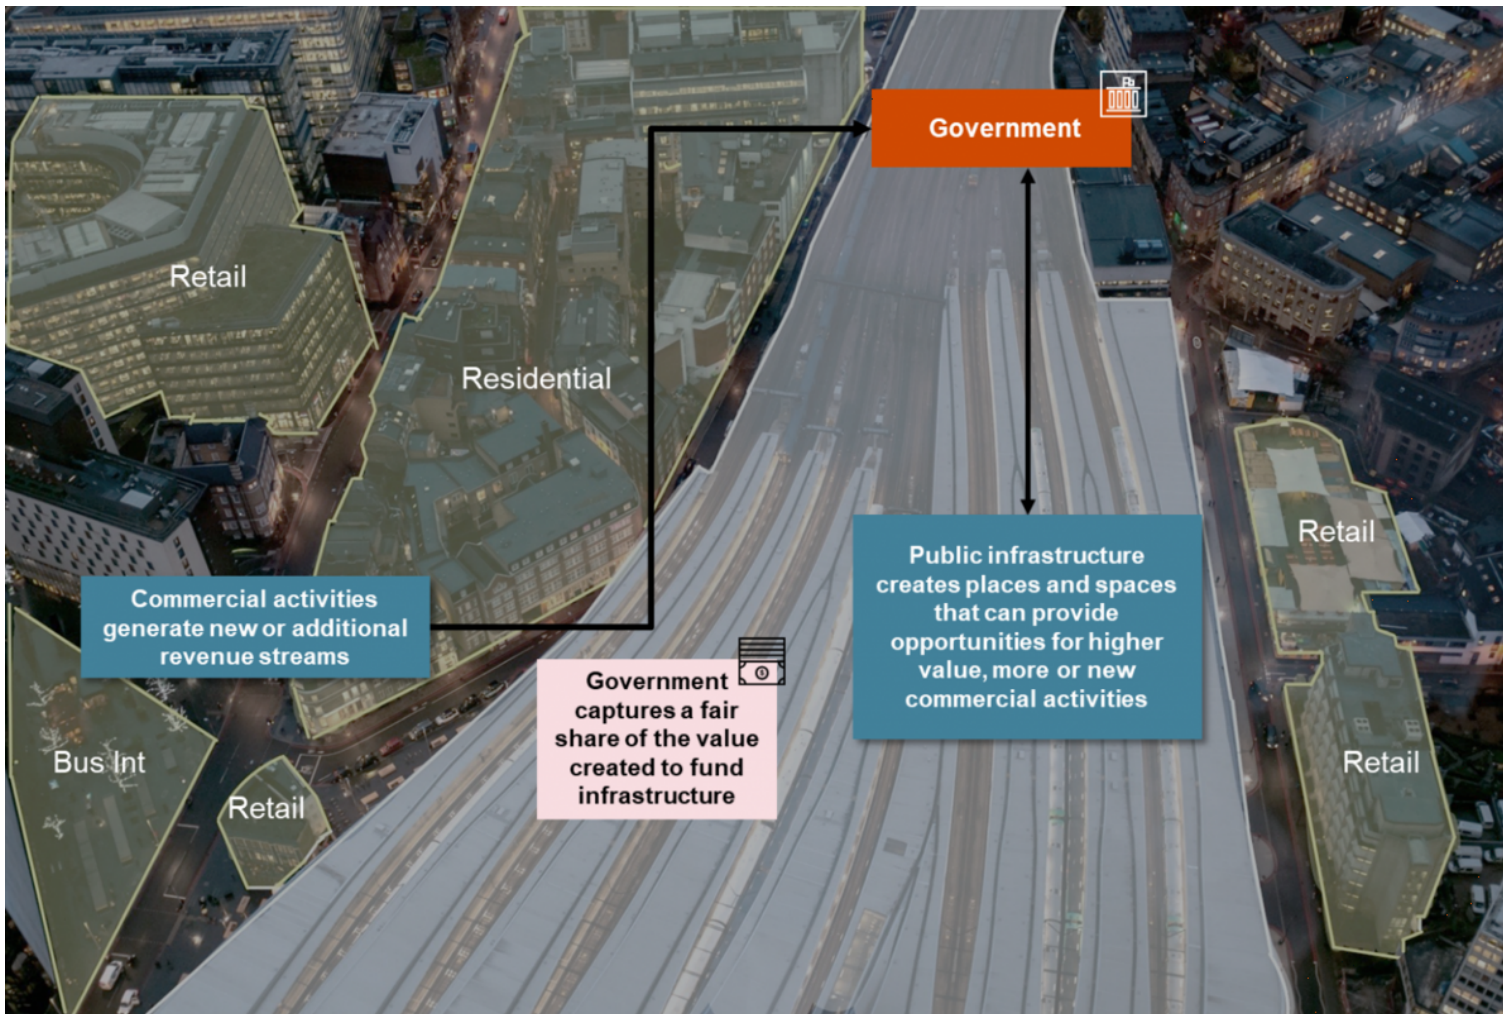 Government
Retail
Residential
Retail
Public infrastructure
creates places and spaces
that can provide
opportunities for higher
value, more or new
commercial activities
Commercial activities
generate new or additional
revenue streams
Government
captures a fair
share of the value
created to fund
infrastructure
Bus Int
Retail
Retail